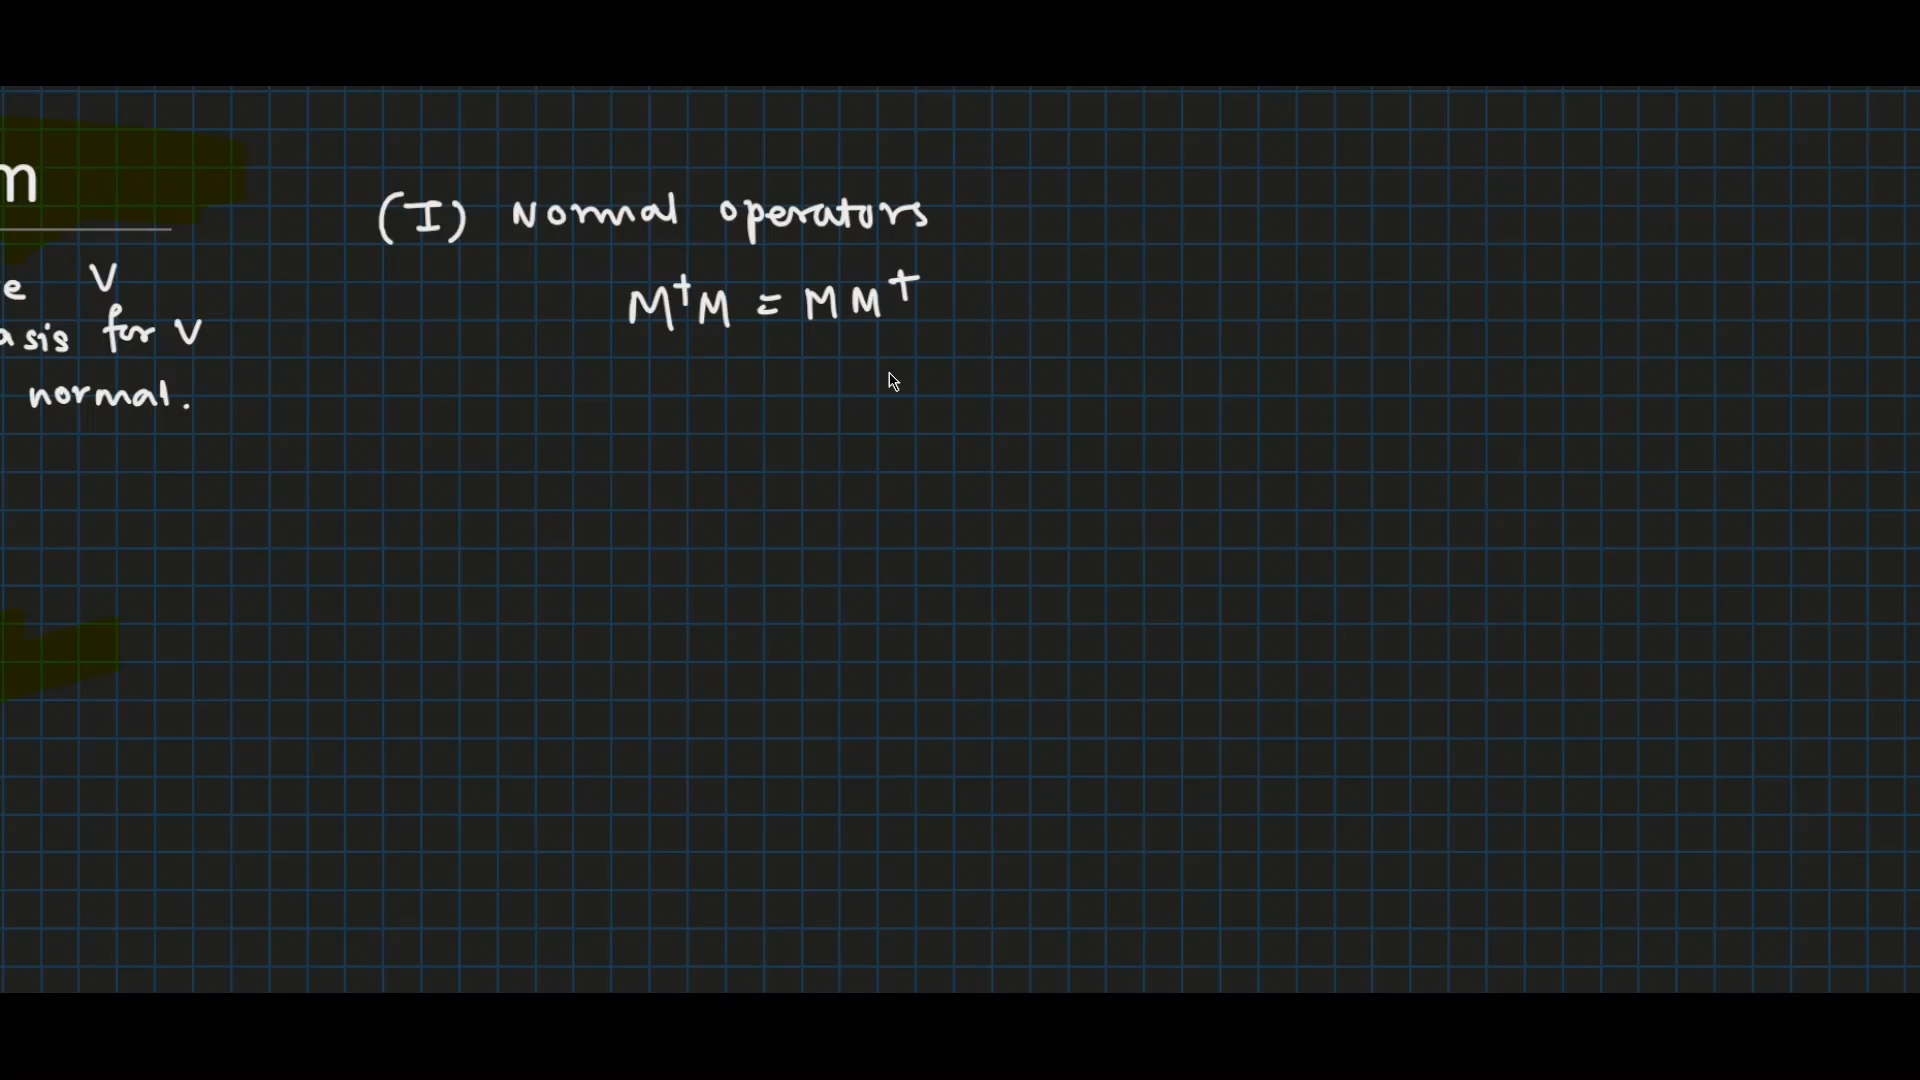 m
e V
asis for V
normal.
(I) Normal operators
M†M = MM†